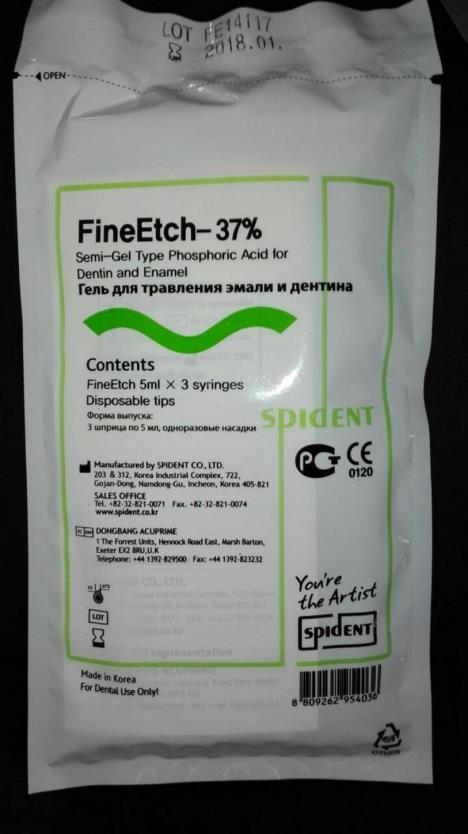 LOT FE14117
2018.01.
OPEN
FineEtch-37%
Semi-Gel Type Phosphoric Acid for
Dentin and Enamel
Гель для травления эмали и дентина
Contents
FineEtch 5ml × 3 syringes
Disposable tips
Форма выпуска:
3 шприца по 5 мл, одноразовые насадки
SPIDENT
Manufactured by SPIDENT CO., LTD.
203 & 312, Korea Industrial Complex, 722,
Gojan-Dong, Namdong-Gu, Incheon, Korea 405-821
SALES OFFICE
Tel. +82-32-821-0071 Fax. +82-32-821-0074
www.spident.co.kr
PCT CE
0120
EC REP DONGBANG ACUPRIME
1 The Forrest Units, Hennock Road East, Marsh Barton,
Exeter EX2 8RU,U.K
Telephone: +44 1392-829500 Fax: +44 1392-823232
LOT
You're
the Artist
SPIDENT
Made in Korea
For Dental Use Only!
8 809262 954036
OTHER